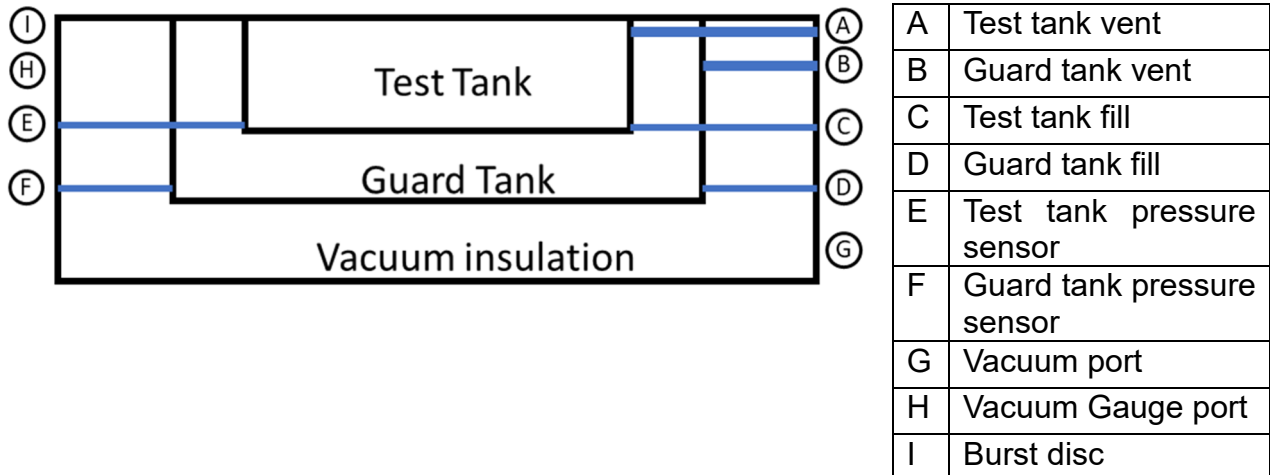 I
H
E
F
Test Tank
Guard Tank
Vacuum insulation
A
B
C
D
G
A Test tank vent
B Guard tank vent
C Test tank fill
D Guard tank fill
E Test tank pressure
sensor
F Guard tank pressure
sensor
G Vacuum port
H Vacuum Gauge port
I Burst disc